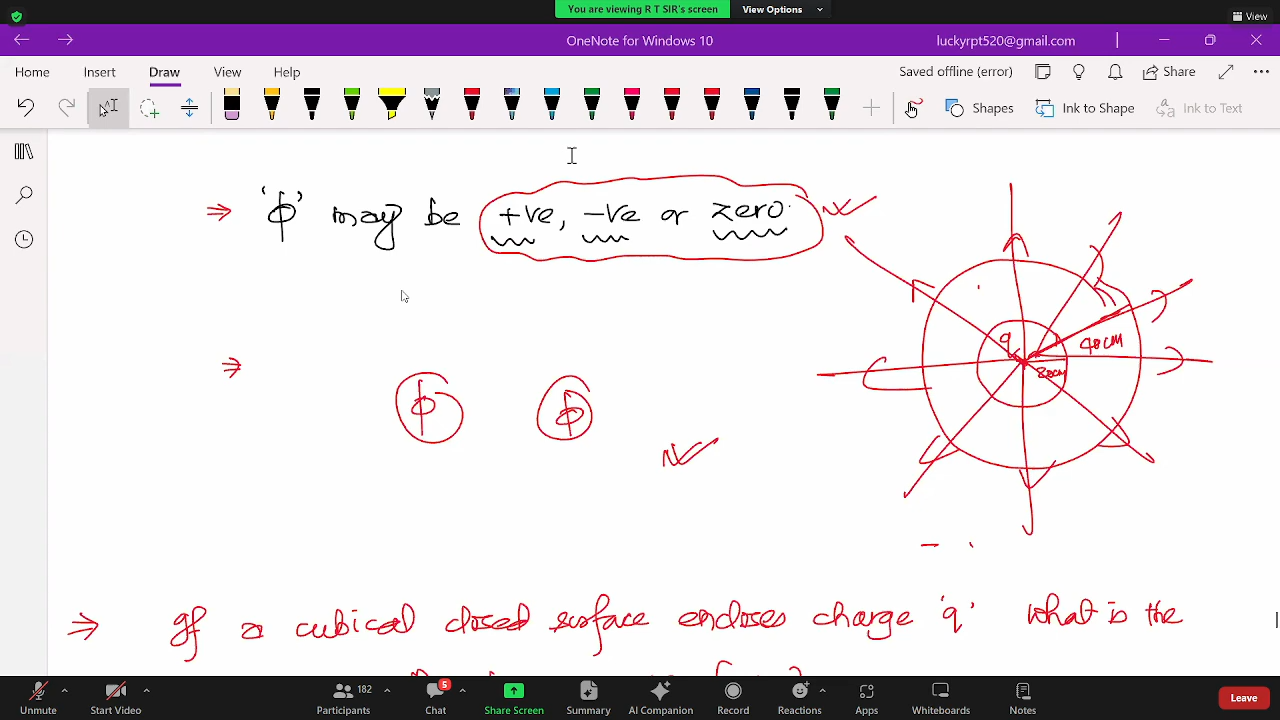 You are viewing R T SIR's screen
View Options
View
OneNote for Windows 10
luckyrpt520@gmail.com
Home
Insert
Draw
View
Help
Saved offline (error)
Share
Shapes
Ink to Shape
Ink to Text
⇒ 'ϕ' may be +ve, -ve or zero.
q
40cm
⇒
ϕ ϕ
⇒ If a cubical closed surface encloses charge 'q' What is the
Unmute
Start Video
182
Participants
5
Chat
Share Screen
Summary
AI Companion
Record
Reactions
Apps
Whiteboards
Notes
Leave